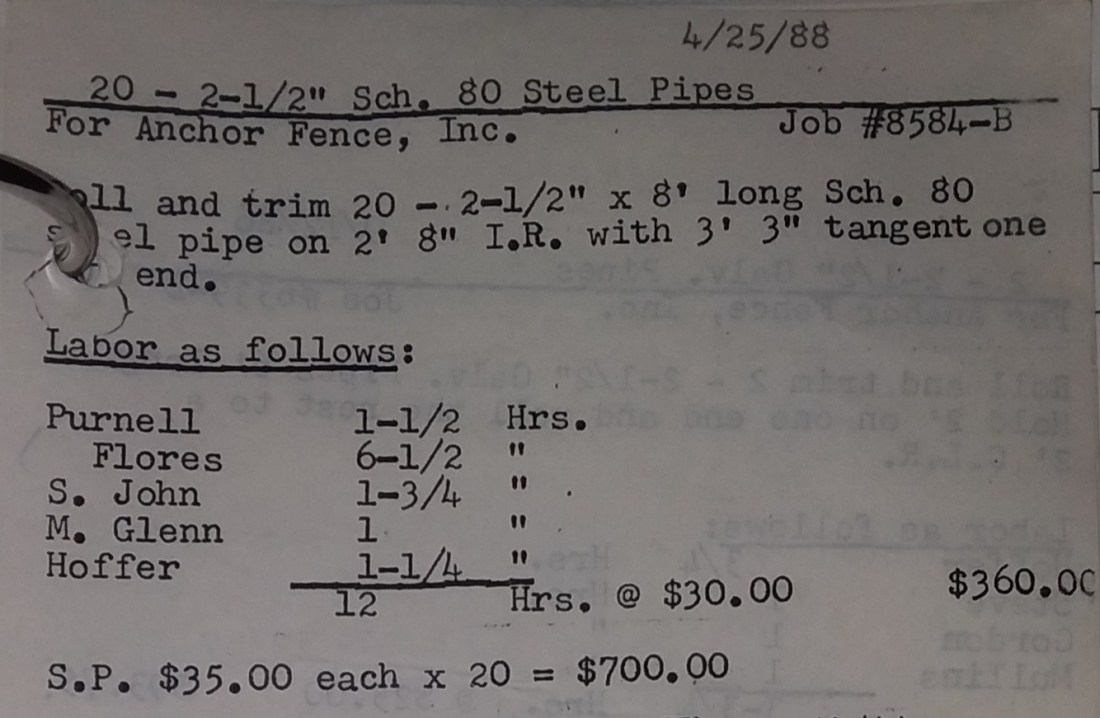 4/25/88
20 - 2-1/2" Sch. 80 Steel Pipes
For Anchor Fence, Inc. Job #8584-B
and trim 20 - 2-1/2" x 8' long Sch. 80
pipe on 2' 8" I.R. with 3' 3" tangent one
end.
Labor as follows:
Purnell 1-1/2 Hrs.
Flores 6-1/2 "
S. John 1-3/4 "
M. Glenn 1 "
Hoffer 1-1/4 "
12 Hrs. @ $30.00 $360.00
S.P. $35.00 each x 20 = $700.00